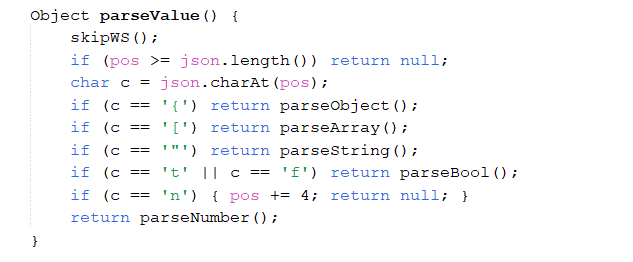 Object parseValue() {
    skipWS();
    if (pos >= json.length()) return null;
    char c = json.charAt(pos);
    if (c == '{') return parseObject();
    if (c == '[') return parseArray();
    if (c == '"') return parseString();
    if (c == 't' || c == 'f') return parseBool();
    if (c == 'n') { pos += 4; return null; }
    return parseNumber();
}